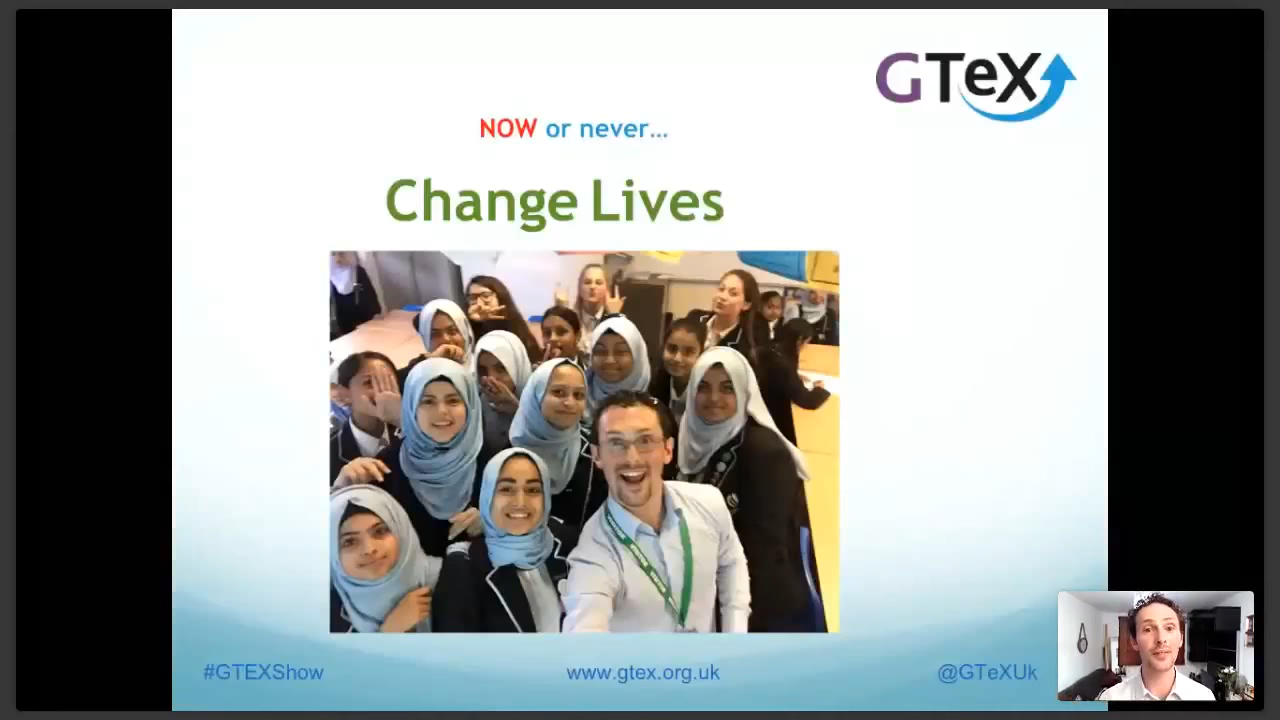 GTeX
NOW or never...
Change Lives
#GTEXShow
www.gtex.org.uk
@GTeXUk